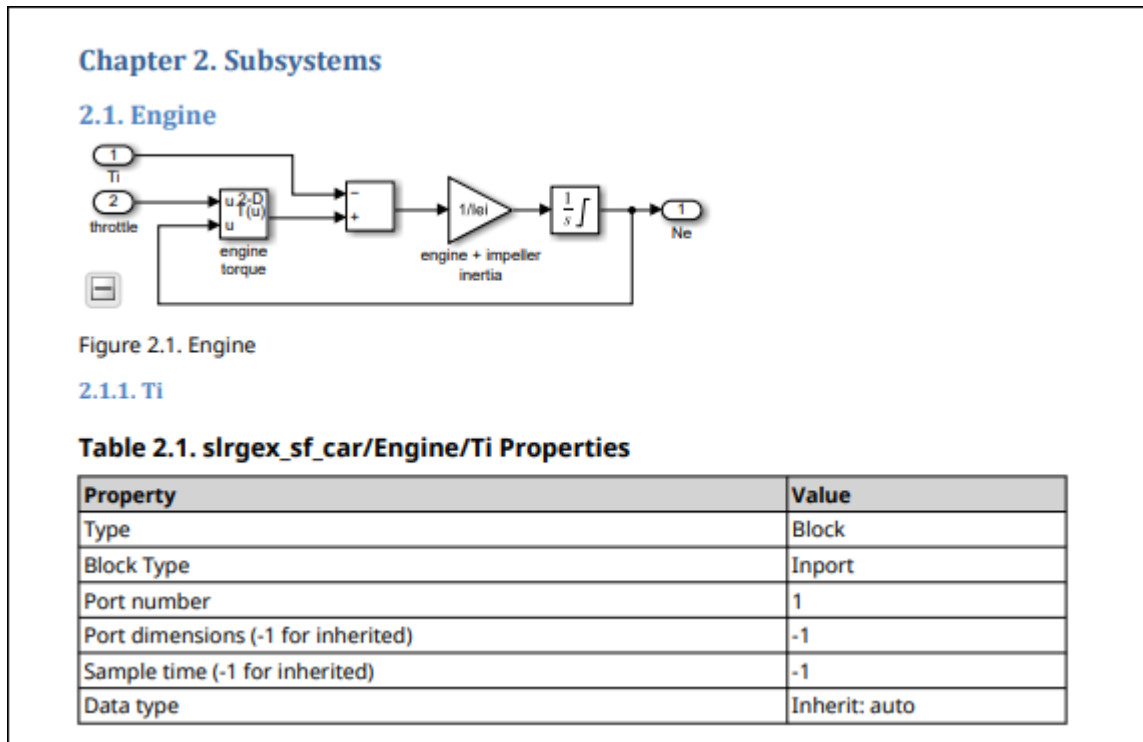 Chapter 2. Subsystems
2.1. Engine
1
Ti
2
throttle
u 2-D
T(u)
u
engine
torque
−
+
1/Iei
engine + impeller
inertia
1
s
∫
1
Ne
Figure 2.1. Engine
2.1.1. Ti
Table 2.1. slrgex_sf_car/Engine/Ti Properties
Property Value
Type Block
Block Type Inport
Port number 1
Port dimensions (-1 for inherited) -1
Sample time (-1 for inherited) -1
Data type Inherit: auto